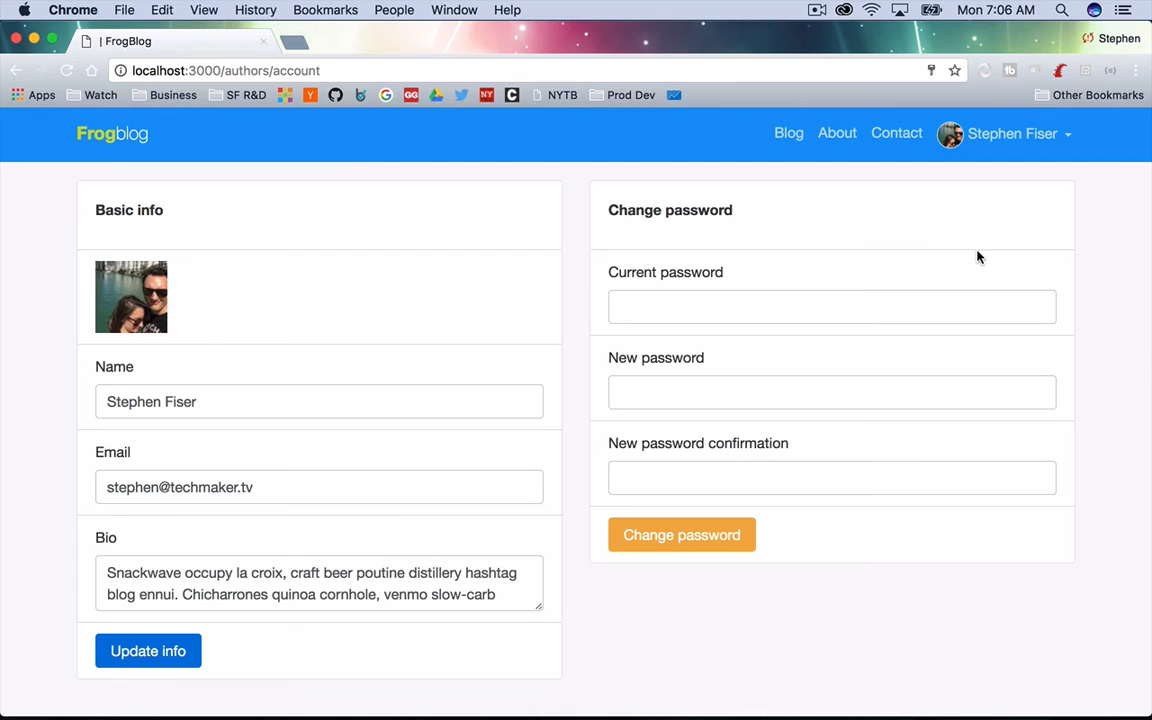 Chrome File Edit View History Bookmarks People Window Help Mon 7:06 AM
| FrogBlog
Stephen
localhost:3000/authors/account
Apps Watch Business SF R&D NYTB Prod Dev Other Bookmarks
Frogblog
Blog About Contact Stephen Fiser
Basic info
Name
Stephen Fiser
Email
stephen@techmaker.tv
Bio
Snackwave occupy la croix, craft beer poutine distillery hashtag
blog ennui. Chicharrones quinoa cornhole, venmo slow-carb
Update info
Change password
Current password
New password
New password confirmation
Change password